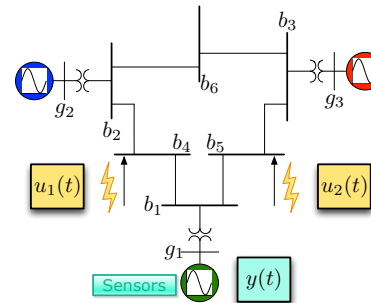 b₃
b₆
g₂
g₃
b₂
b₄
b₅
u₁(t)
u₂(t)
b₁
g₁
Sensors
y(t)